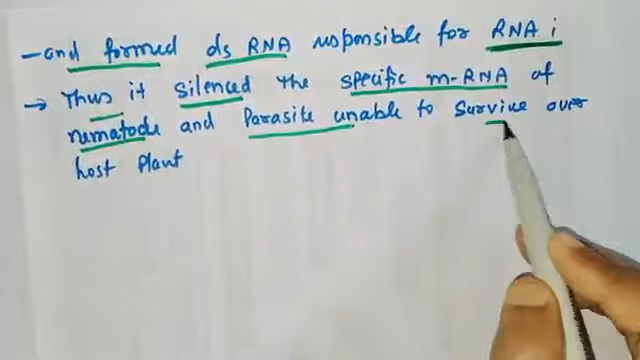 - and formed ds RNA responsible for RNA i
→ Thus it silenced the specific m-RNA of
nematode and Parasite unable to Survive over
host Plant